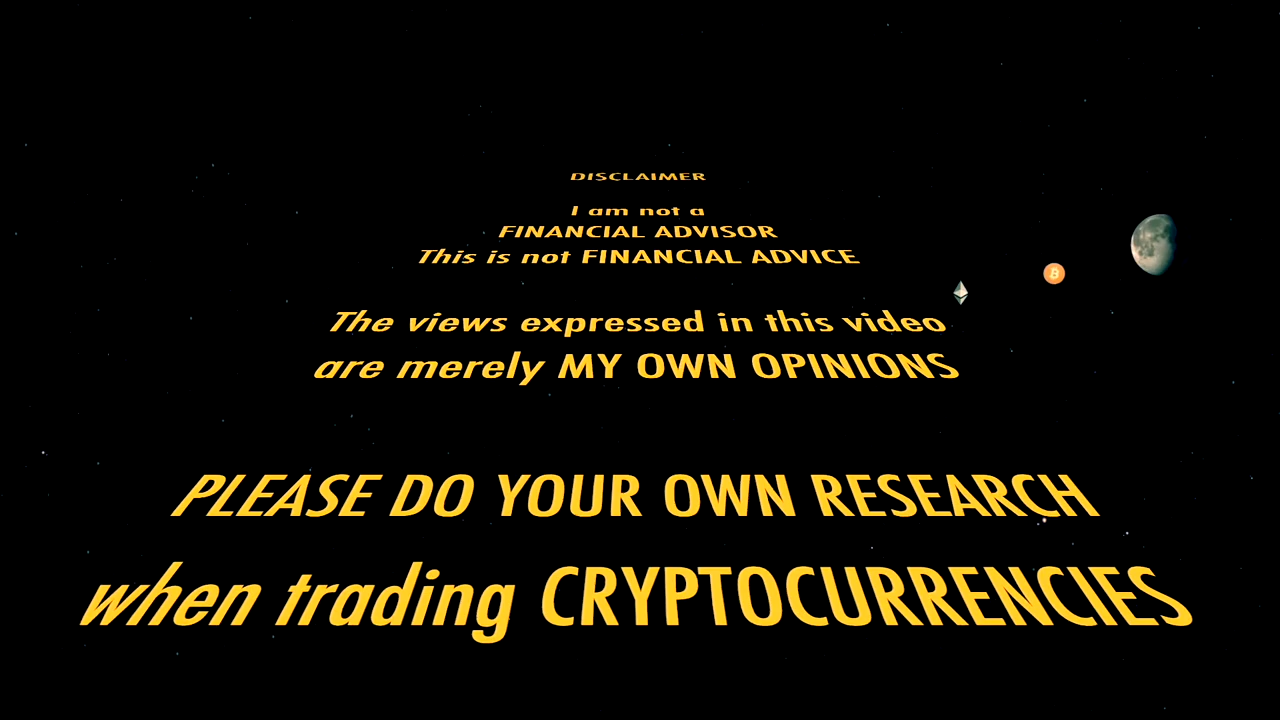 DISCLAIMER
I am not a
FINANCIAL ADVISOR
This is not FINANCIAL ADVICE
The views expressed in this video
are merely MY OWN OPINIONS
PLEASE DO YOUR OWN RESEARCH
when trading CRYPTOCURRENCIES